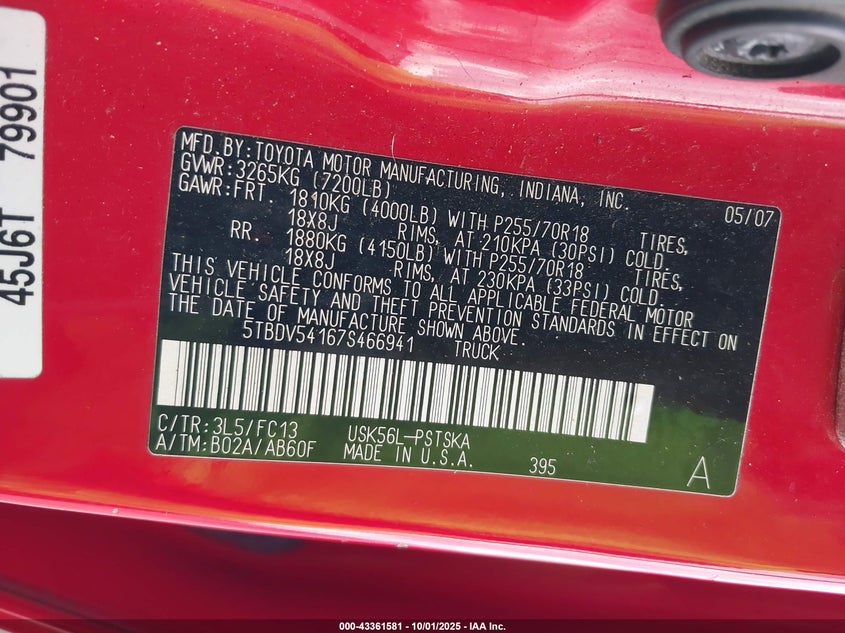 45J6T 79901
MFD.BY:TOYOTA MOTOR MANUFACTURING, INDIANA, INC. 05/07
GVWR:3265KG (7200LB)
GAWR:FRT. 1810KG (4000LB) WITH P255/70R18 TIRES,
18X8J RIMS, AT 210KPA (30PSI) COLD.
RR. 1880KG (4150LB) WITH P255/70R18 TIRES,
18X8J RIMS, AT 230KPA (33PSI) COLD.
THIS VEHICLE CONFORMS TO ALL APPLICABLE FEDERAL MOTOR
VEHICLE SAFETY AND THEFT PREVENTION STANDARDS IN EFFECT ON
THE DATE OF MANUFACTURE SHOWN ABOVE.
5TBDV54167S466941 TRUCK
C/TR:3L5/FC13 USK56L-PSTSKA
A/TM:B02A/AB60F MADE IN U.S.A. 395 A
000-43361581 - 10/01/2025 - IAA Inc.